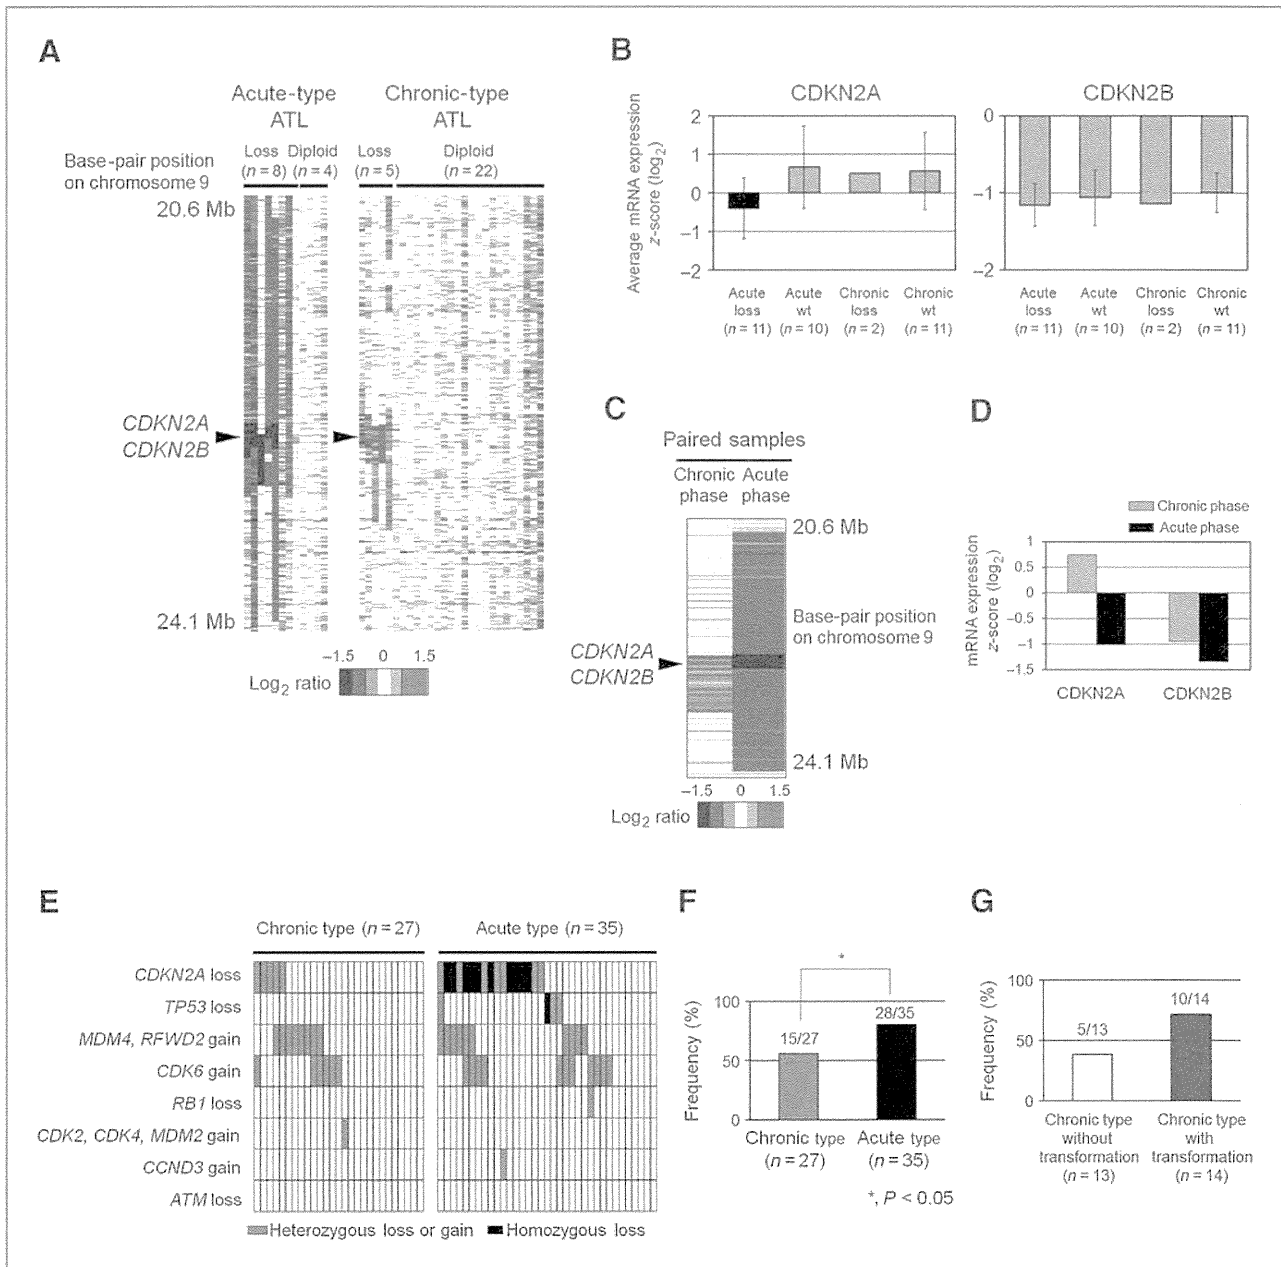 A
Acute-type
ATL
Chronic-type
ATL
Base-pair position
on chromosome 9
Loss
(n = 8)
Diploid
(n = 4)
Loss
(n = 5)
Diploid
(n = 22)
20.6 Mb
CDKN2A
CDKN2B
24.1 Mb
–1.5 0 1.5
Log2 ratio
B
CDKN2A
CDKN2B
Average mRNA expression
z-score (log2)
2
1
0
–1
–2
Acute
loss
(n = 11)
Acute
wt
(n = 10)
Chronic
loss
(n = 2)
Chronic
wt
(n = 11)
0
–1
–2
Acute
loss
(n = 11)
Acute
wt
(n = 10)
Chronic
loss
(n = 2)
Chronic
wt
(n = 11)
C
Paired samples
Chronic
phase
Acute
phase
20.6 Mb
Base-pair position
on chromosome 9
CDKN2A
CDKN2B
24.1 Mb
–1.5 0 1.5
Log2 ratio
D
Chronic phase
Acute phase
mRNA expression
z-score (log2)
1
0.5
0
–0.5
–1
–1.5
CDKN2A
CDKN2B
E
Chronic type (n = 27)
Acute type (n = 35)
CDKN2A loss
TP53 loss
MDM4, RFWD2 gain
CDK6 gain
RB1 loss
CDK2, CDK4, MDM2 gain
CCND3 gain
ATM loss
Heterozygous loss or gain
Homozygous loss
F
*
Frequency (%)
100
50
0
15/27
28/35
Chronic type
(n = 27)
Acute type
(n = 35)
*, P < 0.05
G
Frequency (%)
100
50
0
5/13
10/14
Chronic type
without
transformation
(n = 13)
Chronic type
with
transformation
(n = 14)